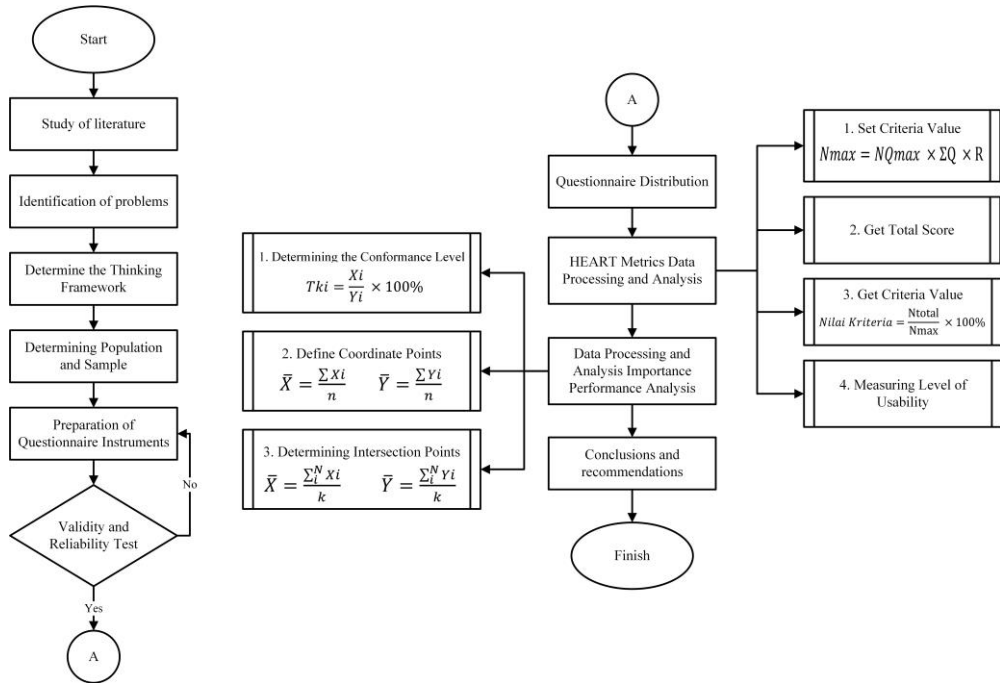 Start
Study of literature
Identification of problems
Determine the Thinking
Framework
Determining Population
and Sample
Preparation of
Questionnaire Instruments
No
Validity and
Reliability Test
Yes
A
1. Determining the Conformance Level
Tki = Xi/Yi × 100%
2. Define Coordinate Points
X̄ = ∑Xi/n Ȳ = ∑Yi/n
3. Determining Intersection Points
X̄ = ∑ᵢᴺ Xi/k Ȳ = ∑ᵢᴺ Yi/k
A
Questionnaire Distribution
HEART Metrics Data
Processing and Analysis
Data Processing and
Analysis Importance
Performance Analysis
Conclusions and
recommendations
Finish
1. Set Criteria Value
Nmax = NQmax × ΣQ × R
2. Get Total Score
3. Get Criteria Value
Nilai Kriteria = Ntotal/Nmax × 100%
4. Measuring Level of
Usability